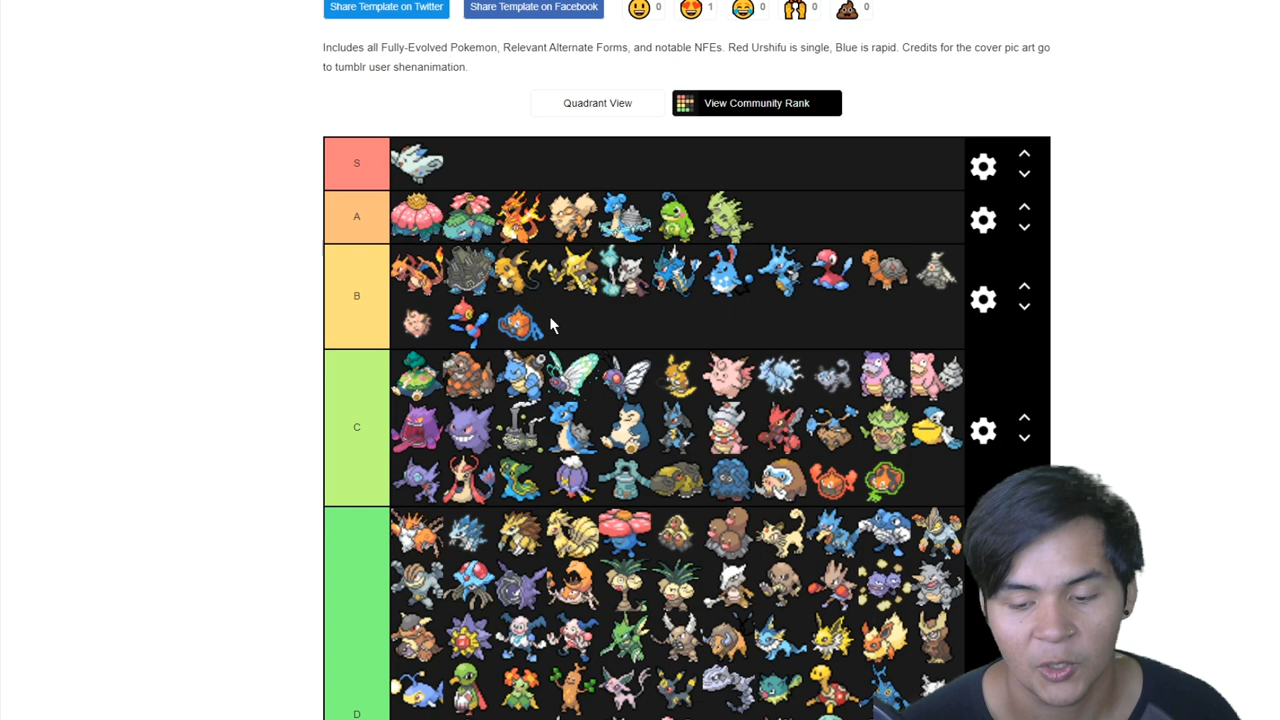 Share Template on Twitter
Share Template on Facebook
0
1
0
0
0
Includes all Fully-Evolved Pokemon, Relevant Alternate Forms, and notable NFEs. Red Urshifu is single, Blue is rapid. Credits for the cover pic art go
to tumblr user shenanimation.
Quadrant View
View Community Rank
S
A
B
C
D